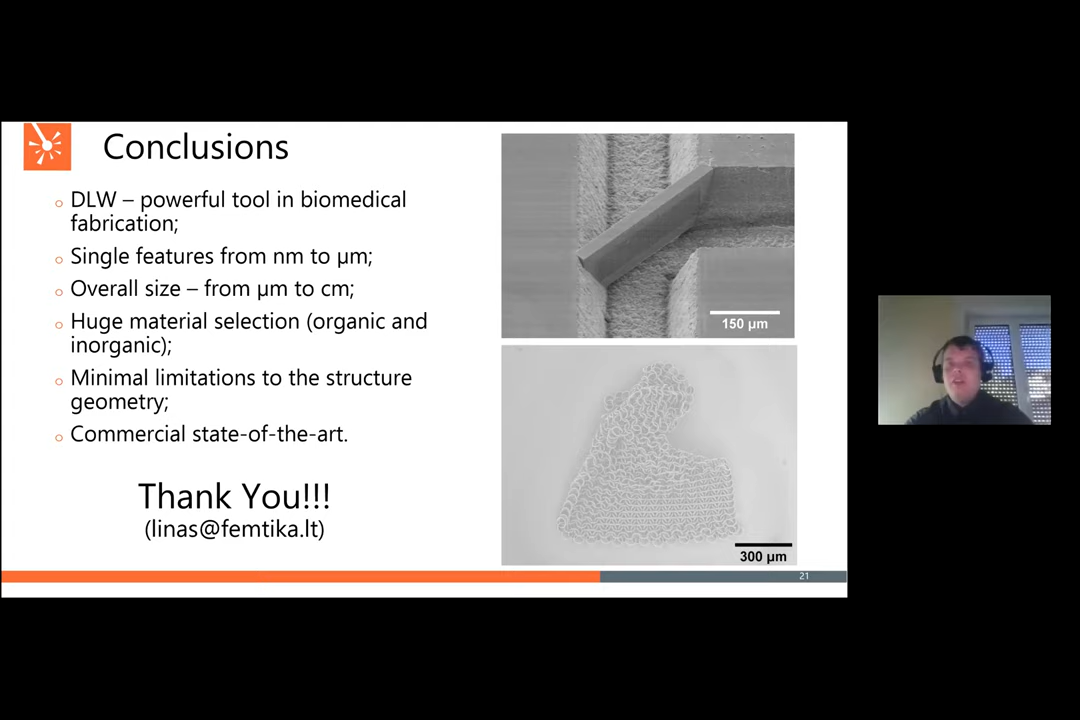 Conclusions
DLW – powerful tool in biomedical
fabrication;
Single features from nm to µm;
Overall size – from µm to cm;
Huge material selection (organic and
inorganic);
Minimal limitations to the structure
geometry;
Commercial state-of-the-art.
Thank You!!!
(linas@femtika.lt)
150 µm
300 µm
21